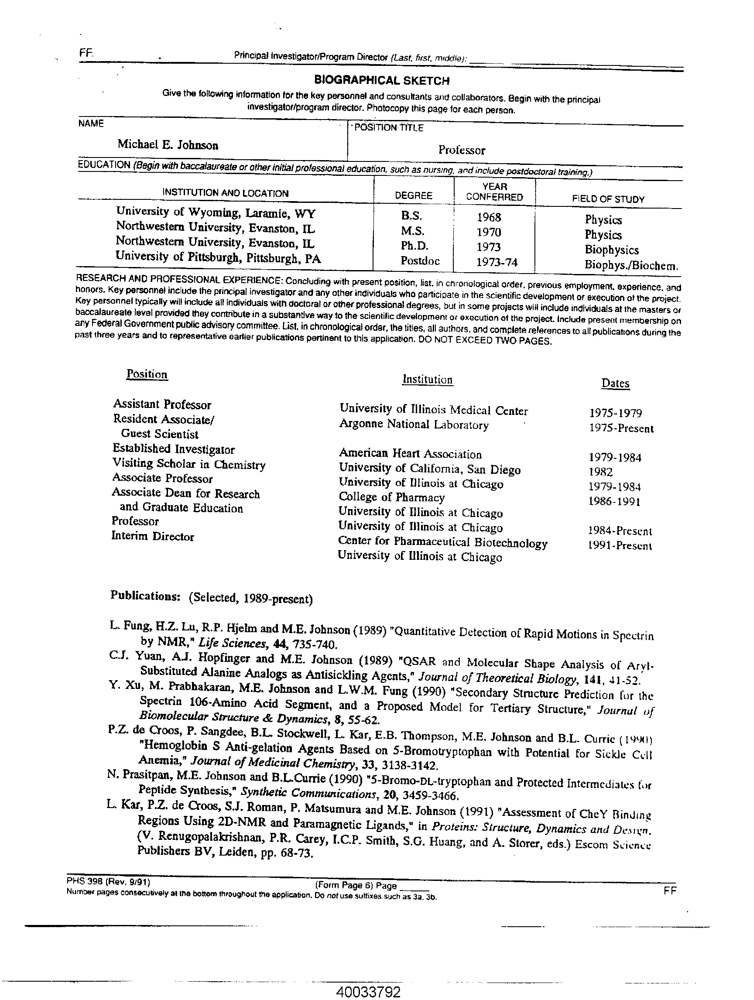 FF
Principal Investigator/Program Director (Last, first, middle):
BIOGRAPHICAL SKETCH
Give the following information for the key personnel and consultants and collaborators. Begin with the principal
investigator/program director. Photocopy this page for each person.
NAME
POSITION TITLE
Michael E. Johnson
Professor
EDUCATION (Begin with baccalaureate or other initial professional education, such as nursing, and include postdoctoral training.)
INSTITUTION AND LOCATION DEGREE YEAR CONFERRED FIELD OF STUDY
University of Wyoming, Laramie, WY B.S. 1968 Physics
Northwestern University, Evanston, IL M.S. 1970 Physics
Northwestern University, Evanston, IL Ph.D. 1973 Biophysics
University of Pittsburgh, Pittsburgh, PA Postdoc 1973-74 Biophys./Biochem.
RESEARCH AND PROFESSIONAL EXPERIENCE: Concluding with present position, list, in chronological order, previous employment, experience, and
honors. Key personnel include the principal investigator and any other individuals who participate in the scientific development or execution of the project.
Key personnel typically will include all individuals with doctoral or other professional degrees, but in some projects will include individuals at the masters or
baccalaureate level provided they contribute in a substantive way to the scientific development or execution of the project. Include present membership on
any Federal Government public advisory committee. List, in chronological order, the titles, all authors, and complete references to all publications during the
past three years and to representative earlier publications pertinent to this application. DO NOT EXCEED TWO PAGES.
Position Institution Dates
Assistant Professor University of Illinois Medical Center 1975-1979
Resident Associate/ Argonne National Laboratory 1975-Present
Guest Scientist
Established Investigator American Heart Association 1979-1984
Visiting Scholar in Chemistry University of California, San Diego 1982
Associate Professor University of Illinois at Chicago 1979-1984
Associate Dean for Research College of Pharmacy 1986-1991
and Graduate Education University of Illinois at Chicago
Professor University of Illinois at Chicago 1984-Present
Interim Director Center for Pharmaceutical Biotechnology 1991-Present
University of Illinois at Chicago
Publications: (Selected, 1989-present)
L. Fung, H.Z. Lu, R.P. Hjelm and M.E. Johnson (1989) "Quantitative Detection of Rapid Motions in Spectrin
by NMR," Life Sciences, 44, 735-740.
C.J. Yuan, A.J. Hopfinger and M.E. Johnson (1989) "QSAR and Molecular Shape Analysis of Aryl-
Substituted Alanine Analogs as Antisickling Agents," Journal of Theoretical Biology, 141, 41-52.
Y. Xu, M. Prabhakaran, M.E. Johnson and L.W.M. Fung (1990) "Secondary Structure Prediction for the
Spectrin 106-Amino Acid Segment, and a Proposed Model for Tertiary Structure," Journal of
Biomolecular Structure & Dynamics, 8, 55-62.
P.Z. de Croos, P. Sangdee, B.L. Stockwell, L. Kar, E.B. Thompson, M.E. Johnson and B.L. Currie (1990)
"Hemoglobin S Anti-gelation Agents Based on 5-Bromotryptophan with Potential for Sickle Cell
Anemia," Journal of Medicinal Chemistry, 33, 3138-3142.
N. Prasitpan, M.E. Johnson and B.L.Currie (1990) "5-Bromo-DL-tryptophan and Protected Intermediates for
Peptide Synthesis," Synthetic Communications, 20, 3459-3466.
L. Kar, P.Z. de Croos, S.J. Roman, P. Matsumura and M.E. Johnson (1991) "Assessment of CheY Binding
Regions Using 2D-NMR and Paramagnetic Ligands," in Proteins: Structure, Dynamics and Design,
(V. Renugopalakrishnan, P.R. Carey, I.C.P. Smith, S.G. Huang, and A. Storer, eds.) Escom Science
Publishers BV, Leiden, pp. 68-73.
PHS 398 (Rev. 9/91) (Form Page 6) Page FF
Number pages consecutively at the bottom throughout the application. Do not use suffixes such as 3a, 3b.
40033792